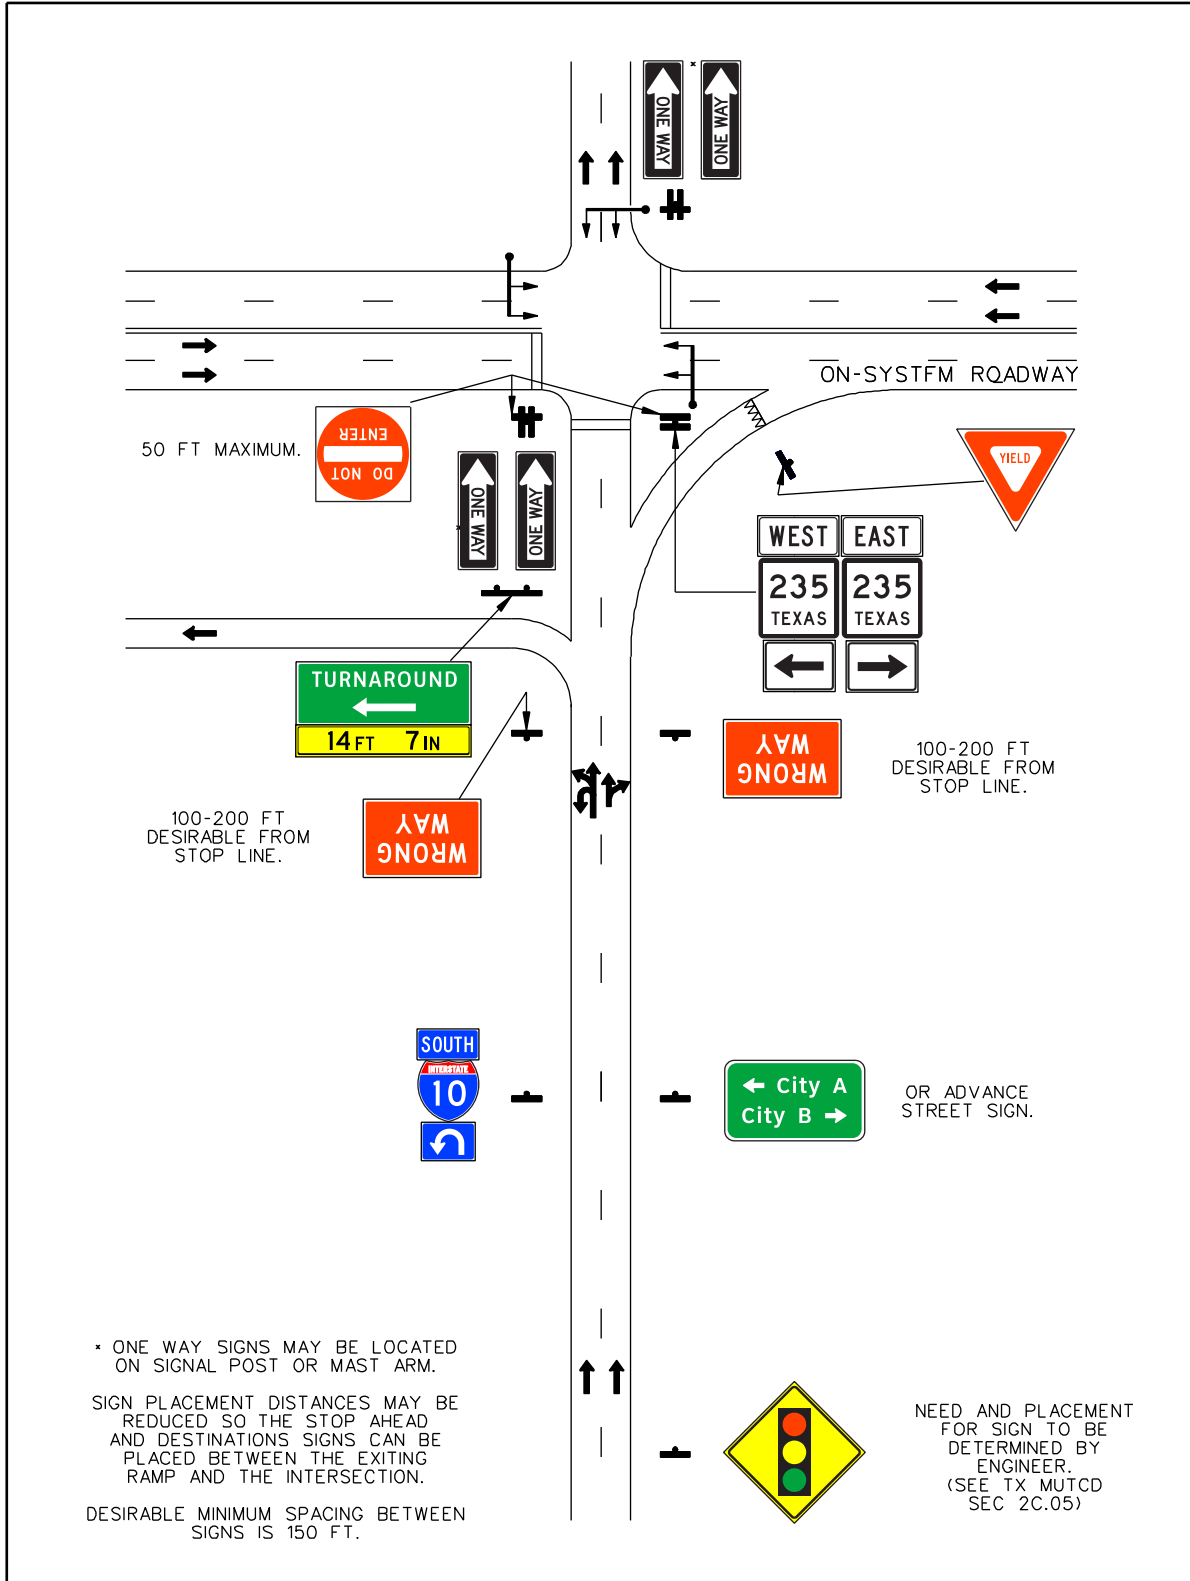 ONE WAY
ONE WAY
ON-SYSTFM ROADWAY
50 FT MAXIMUM.
DO NOT
ENTER
YIELD
ONE WAY
ONE WAY
WEST
EAST
235
TEXAS
235
TEXAS
TURNAROUND
14 FT 7 IN
WRONG
WAY
100-200 FT
DESIRABLE FROM
STOP LINE.
100-200 FT
DESIRABLE FROM
STOP LINE.
WRONG
WAY
SOUTH
INTERSTATE
10
← City A
City B →
OR ADVANCE
STREET SIGN.
* ONE WAY SIGNS MAY BE LOCATED
ON SIGNAL POST OR MAST ARM.
SIGN PLACEMENT DISTANCES MAY BE
REDUCED SO THE STOP AHEAD
AND DESTINATIONS SIGNS CAN BE
PLACED BETWEEN THE EXITING
RAMP AND THE INTERSECTION.
DESIRABLE MINIMUM SPACING BETWEEN
SIGNS IS 150 FT.
NEED AND PLACEMENT
FOR SIGN TO BE
DETERMINED BY
ENGINEER.
(SEE TX MUTCD
SEC 2C.05)